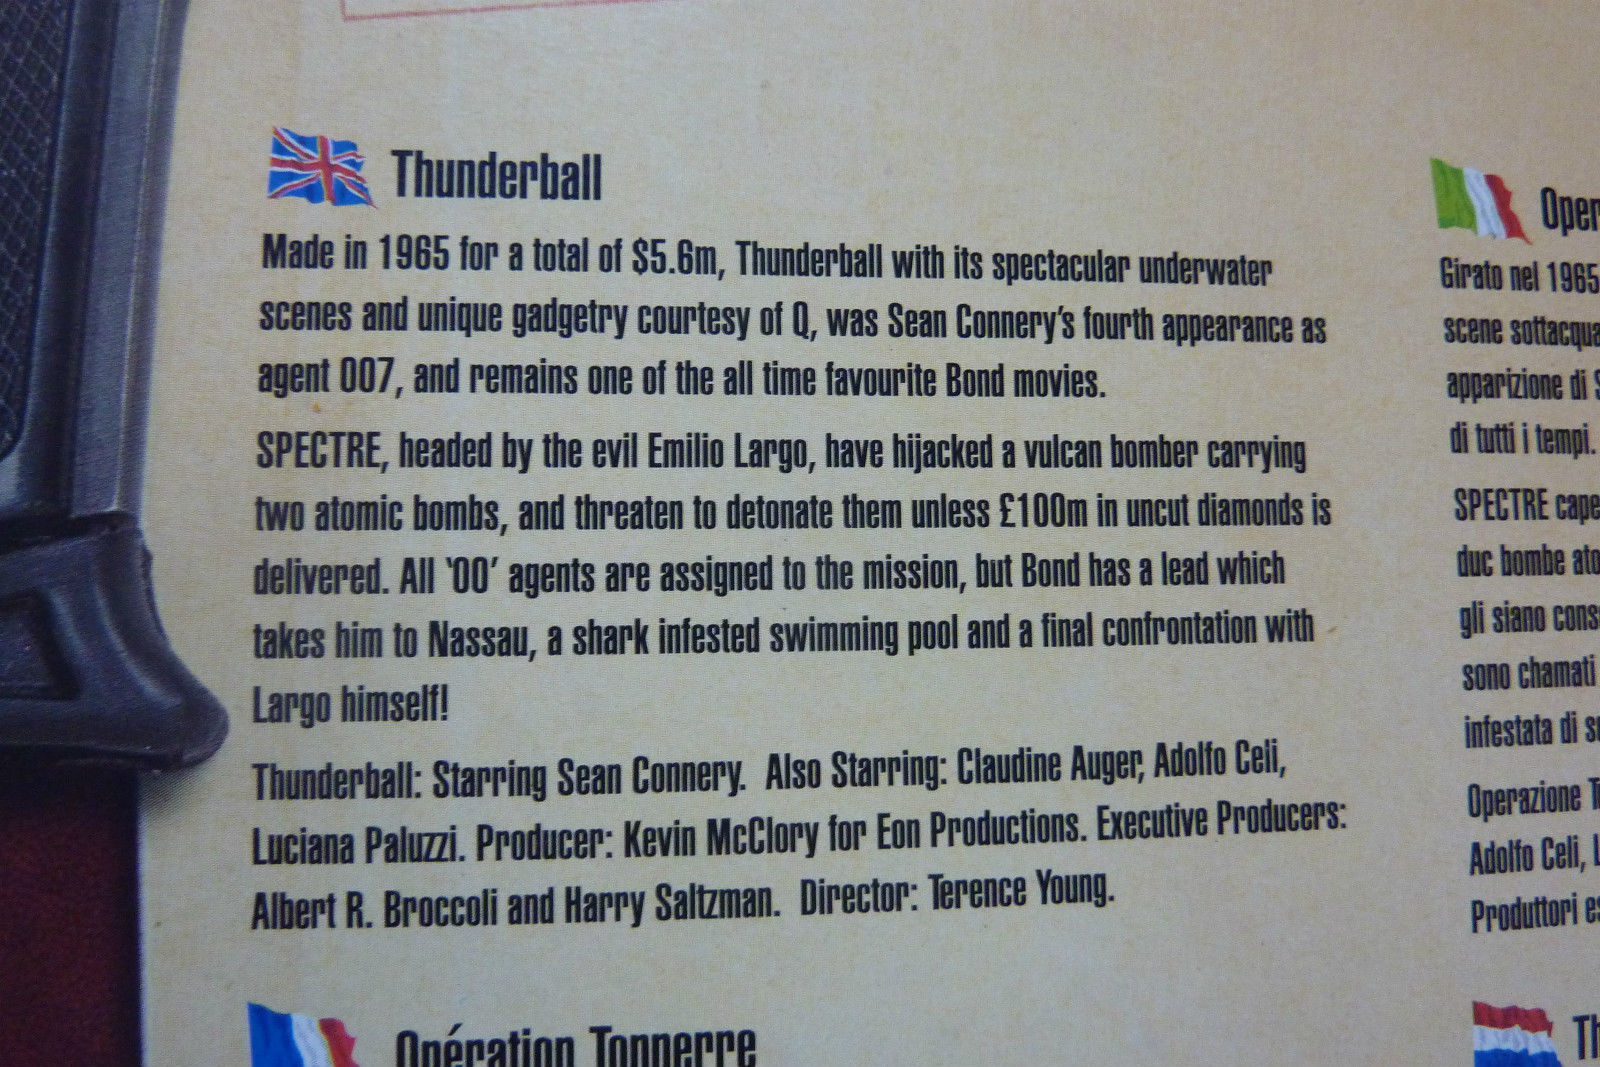 Thunderball
Made in 1965 for a total of $5.6m, Thunderball with its spectacular underwater
scenes and unique gadgetry courtesy of Q, was Sean Connery's fourth appearance as
agent 007, and remains one of the all time favourite Bond movies.
SPECTRE, headed by the evil Emilio Largo, have hijacked a vulcan bomber carrying
two atomic bombs, and threaten to detonate them unless £100m in uncut diamonds is
delivered. All '00' agents are assigned to the mission, but Bond has a lead which
takes him to Nassau, a shark infested swimming pool and a final confrontation with
Largo himself!
Thunderball: Starring Sean Connery. Also Starring: Claudine Auger, Adolfo Celi,
Luciana Paluzzi. Producer: Kevin McClory for Eon Productions. Executive Producers:
Albert R. Broccoli and Harry Saltzman. Director: Terence Young.
Opération Tonnerre
Girato nel 1965
scene sottacqua
apparizione di
di tutti i tempi.
SPECTRE
duc bombe
gli siano
sono chamati
infestata di
Operazione
Adolfo Celi,
Produttori